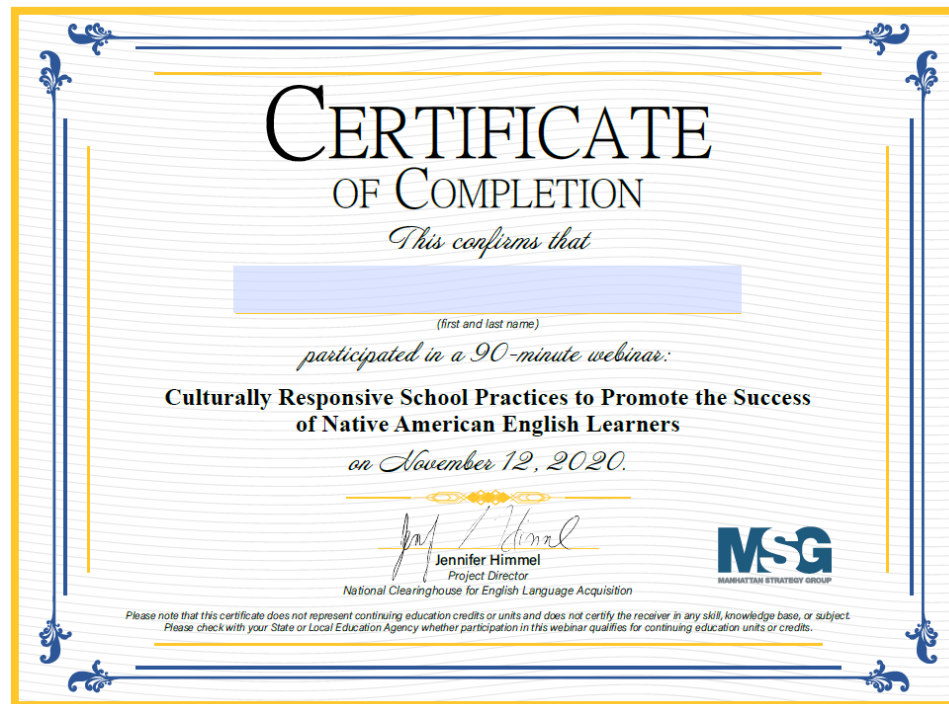 CERTIFICATE
OF COMPLETION
This confirms that
(first and last name)
participated in a 90-minute webinar:
Culturally Responsive School Practices to Promote the Success
of Native American English Learners
on November 12, 2020.
Jennifer Himmel
Project Director
National Clearinghouse for English Language Acquisition
MSG
MANHATTAN STRATEGY GROUP
Please note that this certificate does not represent continuing education credits or units and does not certify the receiver in any skill, knowledge base, or subject.
Please check with your State or Local Education Agency whether participation in this webinar qualifies for continuing education units or credits.